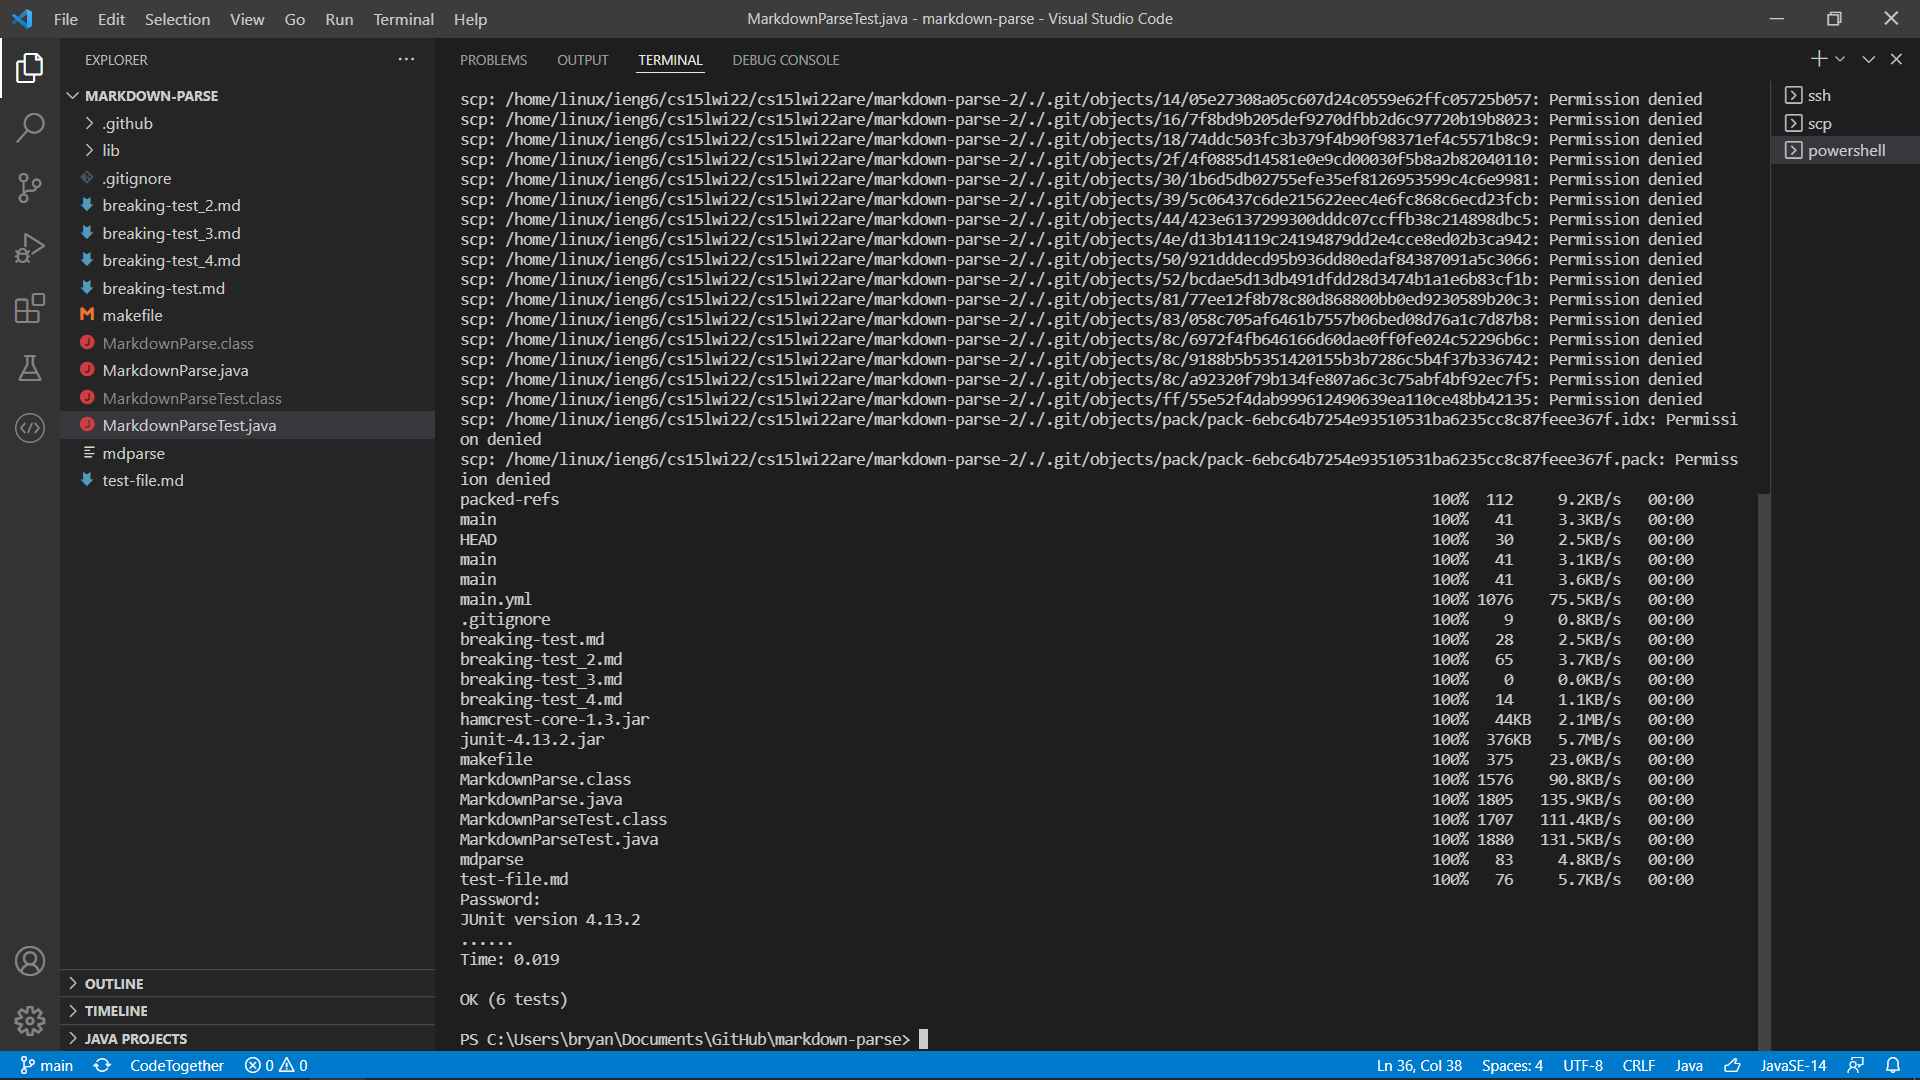 File Edit Selection View Go Run Terminal Help
MarkdownParseTest.java - markdown-parse - Visual Studio Code
EXPLORER
MARKDOWN-PARSE
.github
lib
.gitignore
breaking-test_2.md
breaking-test_3.md
breaking-test_4.md
breaking-test.md
makefile
MarkdownParse.class
MarkdownParse.java
MarkdownParseTest.class
MarkdownParseTest.java
mdparse
test-file.md
OUTLINE
TIMELINE
JAVA PROJECTS
PROBLEMS OUTPUT TERMINAL DEBUG CONSOLE
scp: /home/linux/ieng6/cs15lwi22/cs15lwi22are/markdown-parse-2/./.git/objects/14/05e27308a05c607d24c0559e62ffc05725b057: Permission denied
scp: /home/linux/ieng6/cs15lwi22/cs15lwi22are/markdown-parse-2/./.git/objects/16/7f8bd9b205def9270dfbb2d6c97720b19b8023: Permission denied
scp: /home/linux/ieng6/cs15lwi22/cs15lwi22are/markdown-parse-2/./.git/objects/18/74ddc503fc3b379f4b90f98371ef4c5571b8c9: Permission denied
scp: /home/linux/ieng6/cs15lwi22/cs15lwi22are/markdown-parse-2/./.git/objects/2f/4f0885d14581e0e9cd00030f5b8a2b82040110: Permission denied
scp: /home/linux/ieng6/cs15lwi22/cs15lwi22are/markdown-parse-2/./.git/objects/30/1b6d5db02755efe35ef8126953599c4c6e9981: Permission denied
scp: /home/linux/ieng6/cs15lwi22/cs15lwi22are/markdown-parse-2/./.git/objects/39/5c06437c6de215622eec4e6fc868c6ecd23fcb: Permission denied
scp: /home/linux/ieng6/cs15lwi22/cs15lwi22are/markdown-parse-2/./.git/objects/44/423e6137299300dddc07ccffb38c214898dbc5: Permission denied
scp: /home/linux/ieng6/cs15lwi22/cs15lwi22are/markdown-parse-2/./.git/objects/4e/d13b14119c24194879dd2e4cce8ed02b3ca942: Permission denied
scp: /home/linux/ieng6/cs15lwi22/cs15lwi22are/markdown-parse-2/./.git/objects/50/921dddecd95b936dd80edaf84387091a5c3066: Permission denied
scp: /home/linux/ieng6/cs15lwi22/cs15lwi22are/markdown-parse-2/./.git/objects/52/bcdae5d13db491dfdd28d3474b1a1e6b83cf1b: Permission denied
scp: /home/linux/ieng6/cs15lwi22/cs15lwi22are/markdown-parse-2/./.git/objects/81/77ee12f8b78c80d868800bb0ed9230589b20c3: Permission denied
scp: /home/linux/ieng6/cs15lwi22/cs15lwi22are/markdown-parse-2/./.git/objects/83/058c705af6461b7557b06bed08d76a1c7d87b8: Permission denied
scp: /home/linux/ieng6/cs15lwi22/cs15lwi22are/markdown-parse-2/./.git/objects/8c/6972f4fb646166d60dae0ff0fe024c52296b6c: Permission denied
scp: /home/linux/ieng6/cs15lwi22/cs15lwi22are/markdown-parse-2/./.git/objects/8c/9188b5b5351420155b3b7286c5b4f37b336742: Permission denied
scp: /home/linux/ieng6/cs15lwi22/cs15lwi22are/markdown-parse-2/./.git/objects/8c/a92320f79b134fe807a6c3c75abf4bf92ec7f5: Permission denied
scp: /home/linux/ieng6/cs15lwi22/cs15lwi22are/markdown-parse-2/./.git/objects/ff/55e52f4dab999612490639ea110ce48bb42135: Permission denied
scp: /home/linux/ieng6/cs15lwi22/cs15lwi22are/markdown-parse-2/./.git/objects/pack/pack-6ebc64b7254e93510531ba6235cc8c87feee367f.idx: Permissi
on denied
scp: /home/linux/ieng6/cs15lwi22/cs15lwi22are/markdown-parse-2/./.git/objects/pack/pack-6ebc64b7254e93510531ba6235cc8c87feee367f.pack: Permiss
ion denied
packed-refs 100% 112 9.2KB/s 00:00
main 100% 41 3.3KB/s 00:00
HEAD 100% 30 2.5KB/s 00:00
main 100% 41 3.1KB/s 00:00
main 100% 41 3.6KB/s 00:00
main.yml 100% 1076 75.5KB/s 00:00
.gitignore 100% 9 0.8KB/s 00:00
breaking-test.md 100% 28 2.5KB/s 00:00
breaking-test_2.md 100% 65 3.7KB/s 00:00
breaking-test_3.md 100% 0 0.0KB/s 00:00
breaking-test_4.md 100% 14 1.1KB/s 00:00
hamcrest-core-1.3.jar 100% 44KB 2.1MB/s 00:00
junit-4.13.2.jar 100% 376KB 5.7MB/s 00:00
makefile 100% 375 23.0KB/s 00:00
MarkdownParse.class 100% 1576 90.8KB/s 00:00
MarkdownParse.java 100% 1805 135.9KB/s 00:00
MarkdownParseTest.class 100% 1707 111.4KB/s 00:00
MarkdownParseTest.java 100% 1880 131.5KB/s 00:00
mdparse 100% 83 4.8KB/s 00:00
test-file.md 100% 76 5.7KB/s 00:00
Password:
JUnit version 4.13.2
......
Time: 0.019
OK (6 tests)
PS C:\Users\bryan\Documents\GitHub\markdown-parse>
ssh
scp
powershell
main CodeTogether 0 0 Ln 36, Col 38 Spaces: 4 UTF-8 CRLF Java JavaSE-14